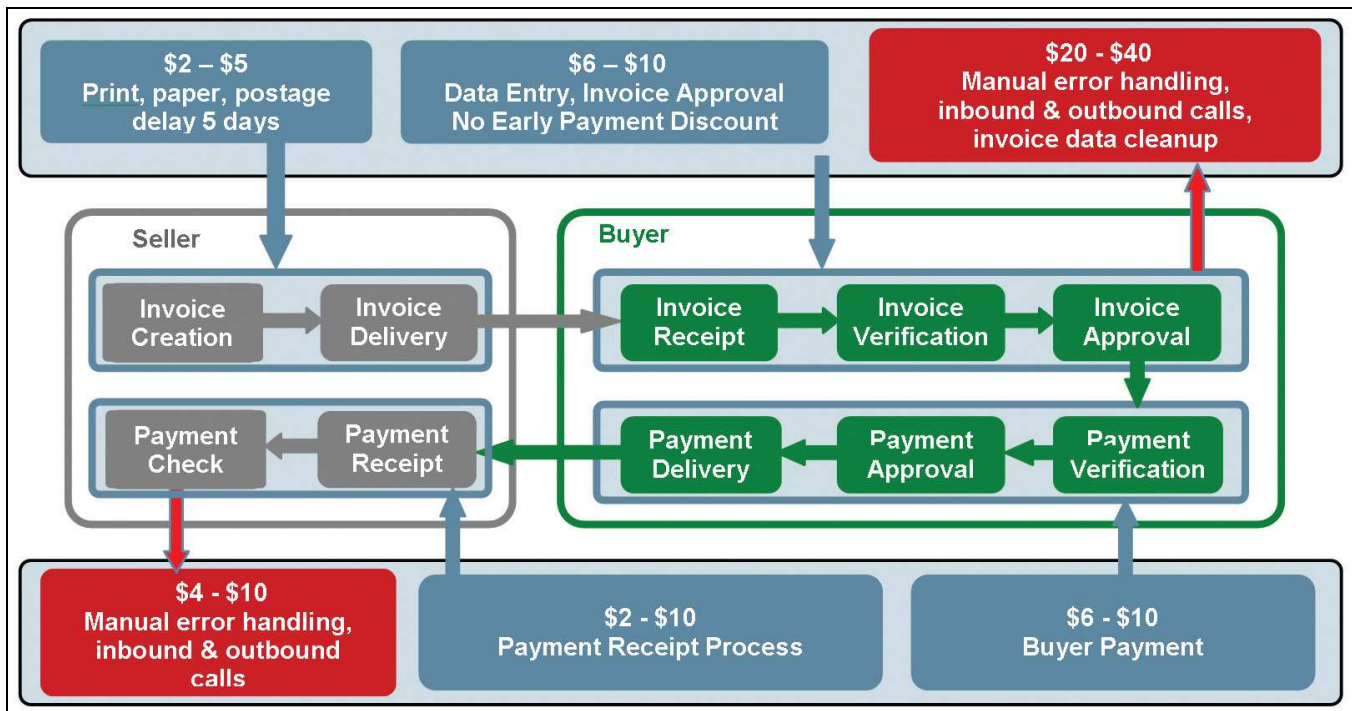 $2 – $5
Print, paper, postage
delay 5 days
$6 – $10
Data Entry, Invoice Approval
No Early Payment Discount
$20 - $40
Manual error handling,
inbound & outbound calls,
invoice data cleanup
Seller
Buyer
Invoice
Creation
Invoice
Delivery
Invoice
Receipt
Invoice
Verification
Invoice
Approval
Payment
Check
Payment
Receipt
Payment
Delivery
Payment
Approval
Payment
Verification
$4 - $10
Manual error handling,
inbound & outbound
calls
$2 - $10
Payment Receipt Process
$6 - $10
Buyer Payment